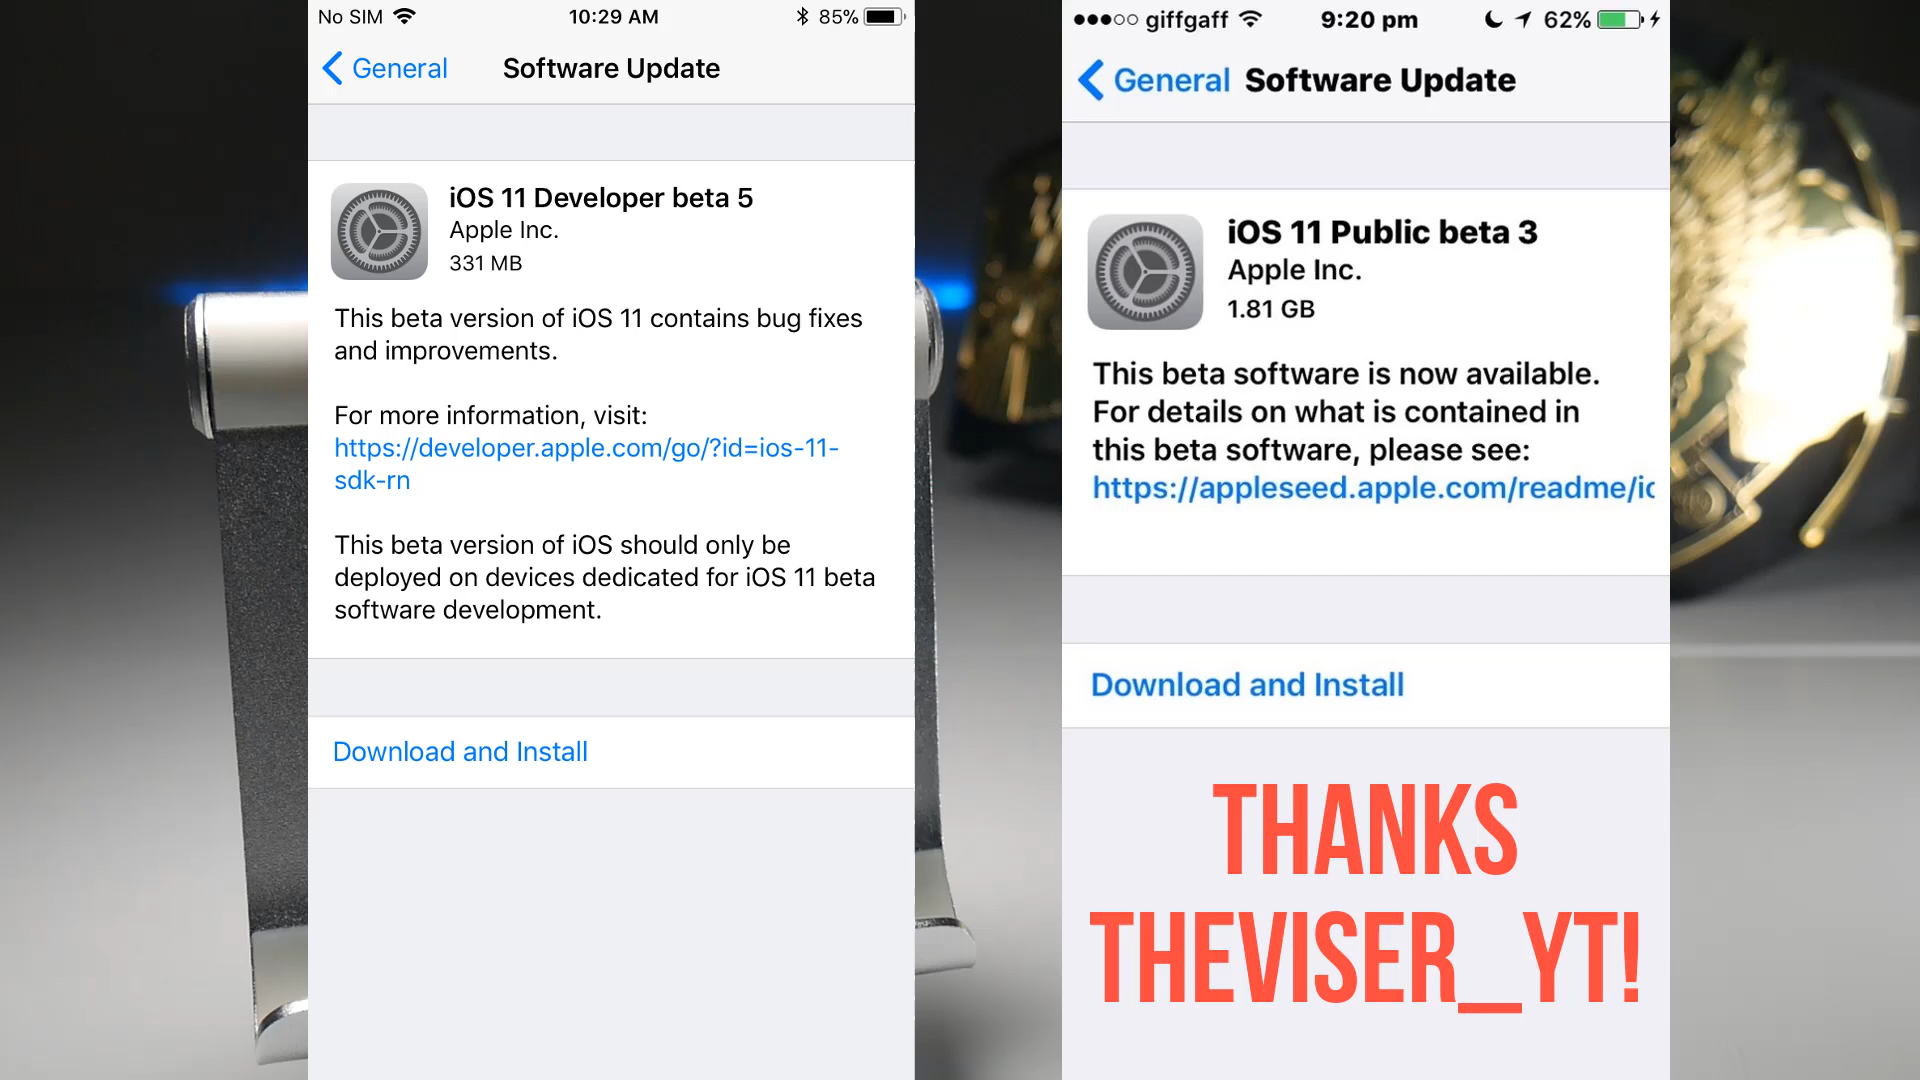 No SIM 10:29 AM 85%
General Software Update
iOS 11 Developer beta 5
Apple Inc.
331 MB
This beta version of iOS 11 contains bug fixes
and improvements.
For more information, visit:
https://developer.apple.com/go/?id=ios-11-
sdk-rn
This beta version of iOS should only be
deployed on devices dedicated for iOS 11 beta
software development.
Download and Install
giffgaff 9:20 pm 62%
General Software Update
iOS 11 Public beta 3
Apple Inc.
1.81 GB
This beta software is now available.
For details on what is contained in
this beta software, please see:
https://appleseed.apple.com/readme/ic
Download and Install
THANKS
THEVISER_YT!